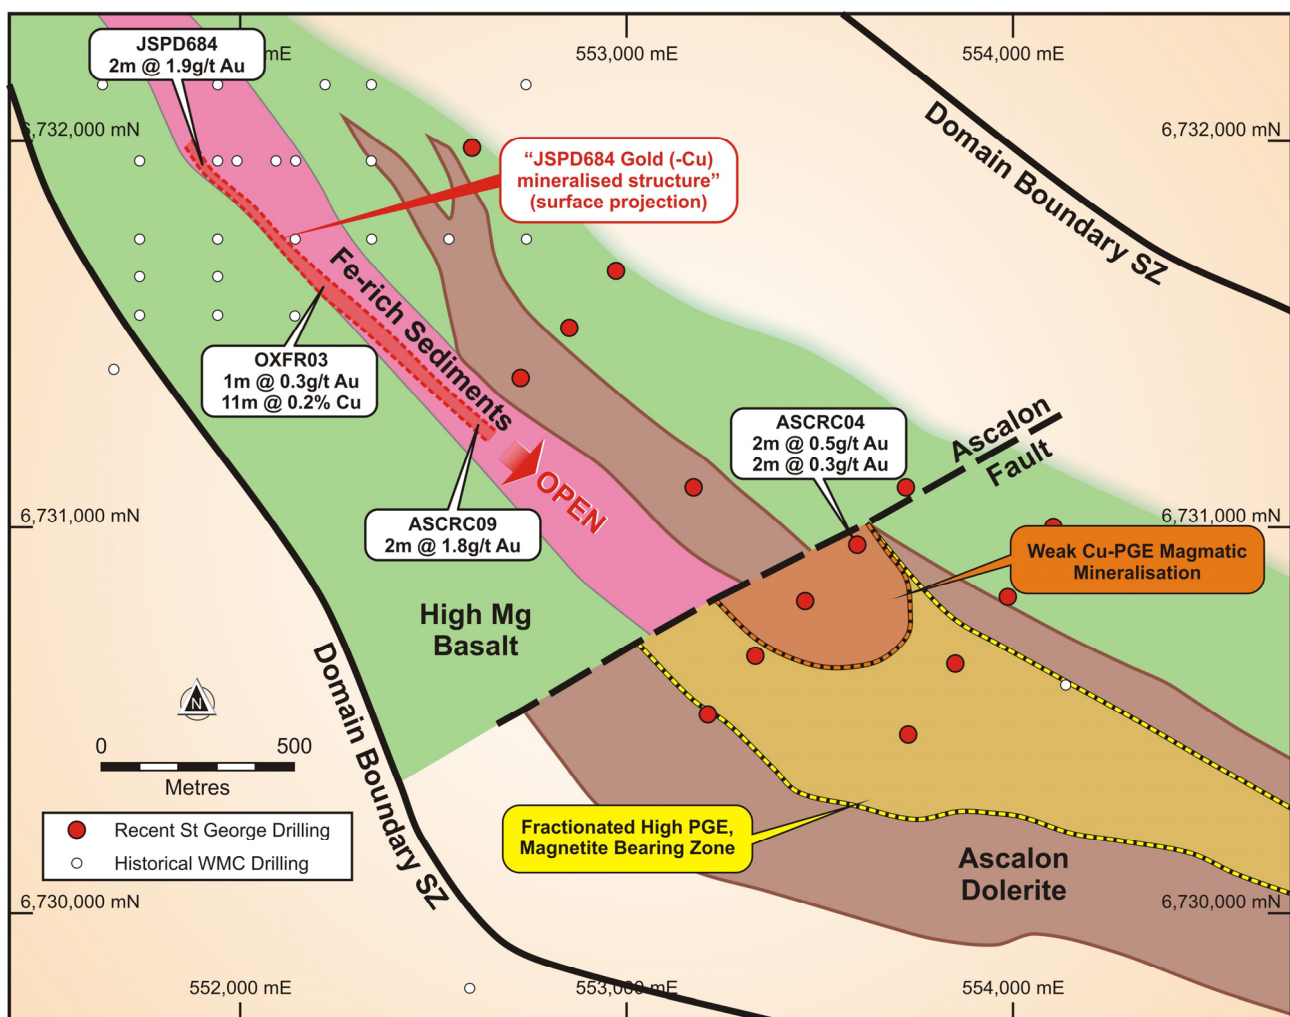 JSPD684
2m @ 1.9g/t Au
mE
553,000 mE
554,000 mE
6,732,000 mN
6,732,000 mN
Domain Boundary SZ
"JSPD684 Gold (-Cu)
mineralised structure"
(surface projection)
Fe-rich Sediments
OXFR03
1m @ 0.3g/t Au
11m @ 0.2% Cu
ASCRC04
2m @ 0.5g/t Au
2m @ 0.3g/t Au
Ascalon
Fault
OPEN
ASCRC09
2m @ 1.8g/t Au
6,731,000 mN
6,731,000 mN
Weak Cu-PGE Magmatic
Mineralisation
High Mg
Basalt
Domain Boundary SZ
N
0 500
Metres
Recent St George Drilling
Historical WMC Drilling
Fractionated High PGE,
Magnetite Bearing Zone
Ascalon
Dolerite
6,730,000 mN
6,730,000 mN
552,000 mE
553,000 mE
554,000 mE